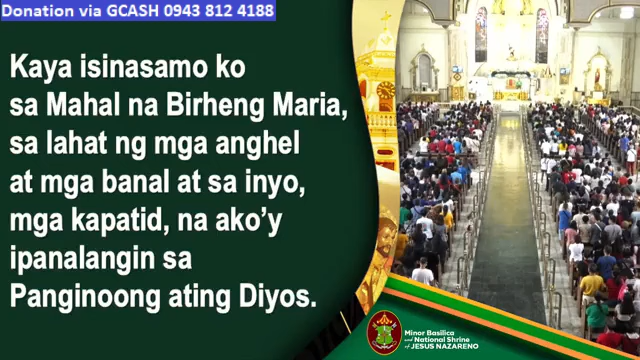 Donation via GCASH 0943 812 4188
Kaya isinasamo ko
sa Mahal na Birheng Maria,
sa lahat ng mga anghel
at mga banal at sa inyo,
mga kapatid, na ako’y
ipanalangin sa
Panginoong ating Diyos.
Minor Basilica
and National Shrine
of JESUS NAZARENO